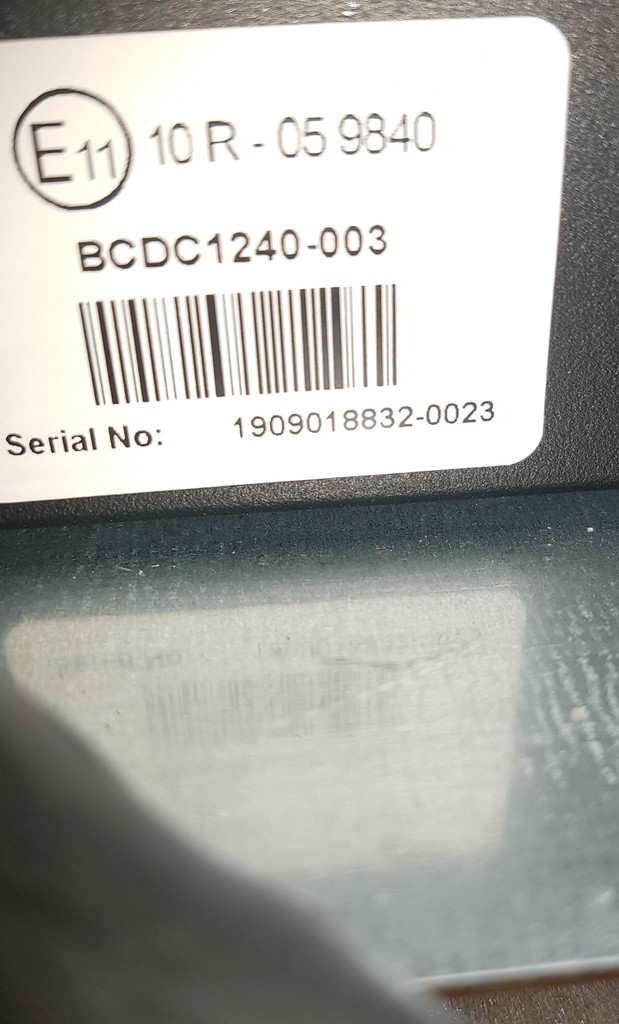 E11 10 R - 05 9840
BCDC1240-003
Serial No: 1909018832-0023